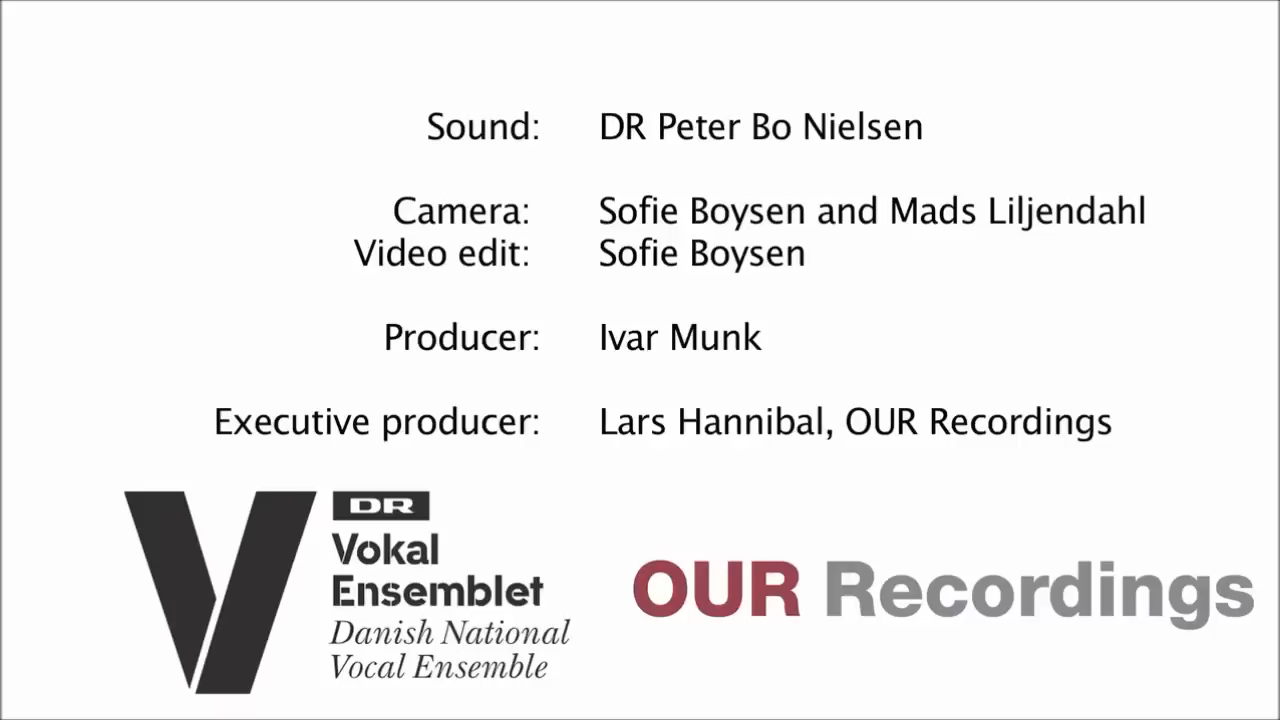 Sound: DR Peter Bo Nielsen
Camera: Sofie Boysen and Mads Liljendahl
Video edit: Sofie Boysen
Producer: Ivar Munk
Executive producer: Lars Hannibal, OUR Recordings
DR
Vokal
Ensemblet
Danish National
Vocal Ensemble
OUR Recordings